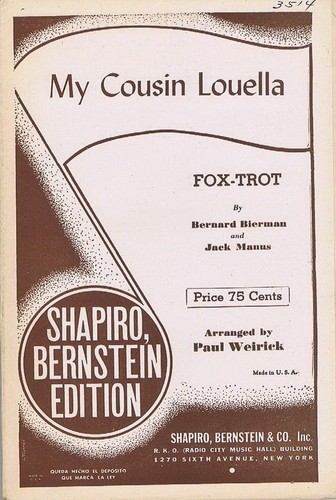 3514
My Cousin Louella
FOX-TROT
By
Bernard Bierman
and
Jack Manus
Price 75 Cents
Arranged by
Paul Weirick
Made in U. S. A.
SHAPIRO,
BERNSTEIN
EDITION
SHAPIRO, BERNSTEIN & CO. Inc.
R. K. O. (RADIO CITY MUSIC HALL) BUILDING
1270 SIXTH AVENUE, NEW YORK
QUEDA HECHO EL DEPOSITO
QUE MARCA LA LEY